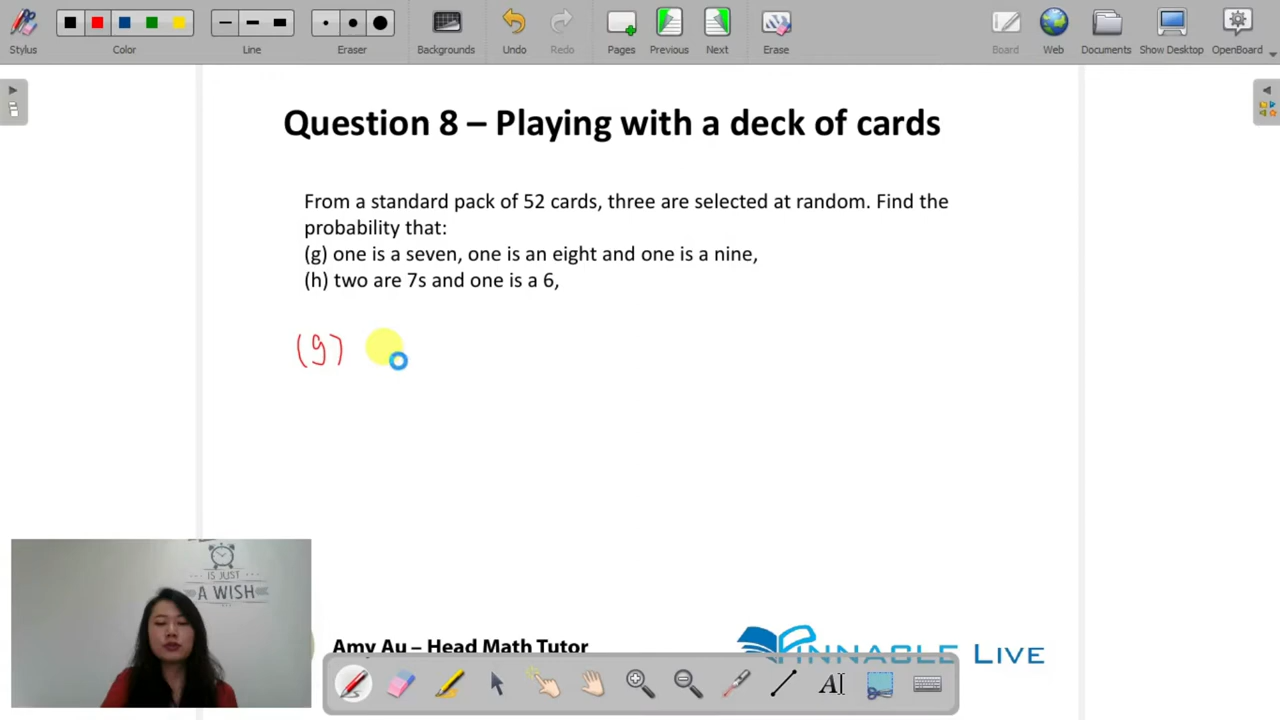 Stylus
Color
Line
Eraser
Backgrounds
Undo
Redo
Pages
Previous
Next
Erase
Board
Web
Documents
Show Desktop
OpenBoard
Question 8 – Playing with a deck of cards
From a standard pack of 52 cards, three are selected at random. Find the
probability that:
(g) one is a seven, one is an eight and one is a nine,
(h) two are 7s and one is a 6,
(g)
IS JUST
A WISH
Amy Au – Head Math Tutor
PINNACLE LIVE